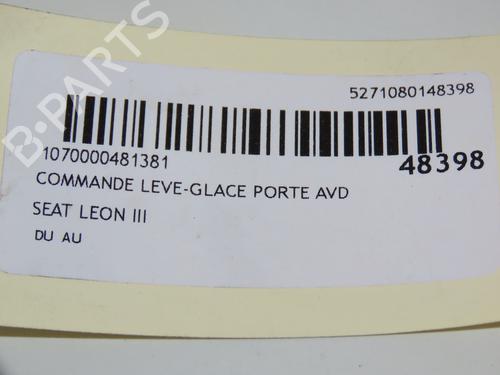 5271080148398
1070000481381
48398
COMMANDE LEVE-GLACE PORTE AVD
SEAT LEON III
DU AU
B-PARTS